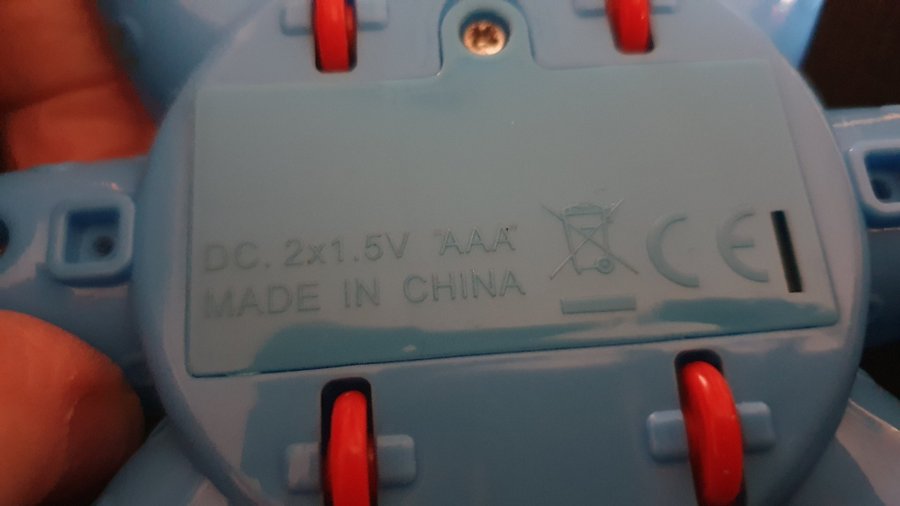 DC. 2x1.5V "AAA"
MADE IN CHINA
CE